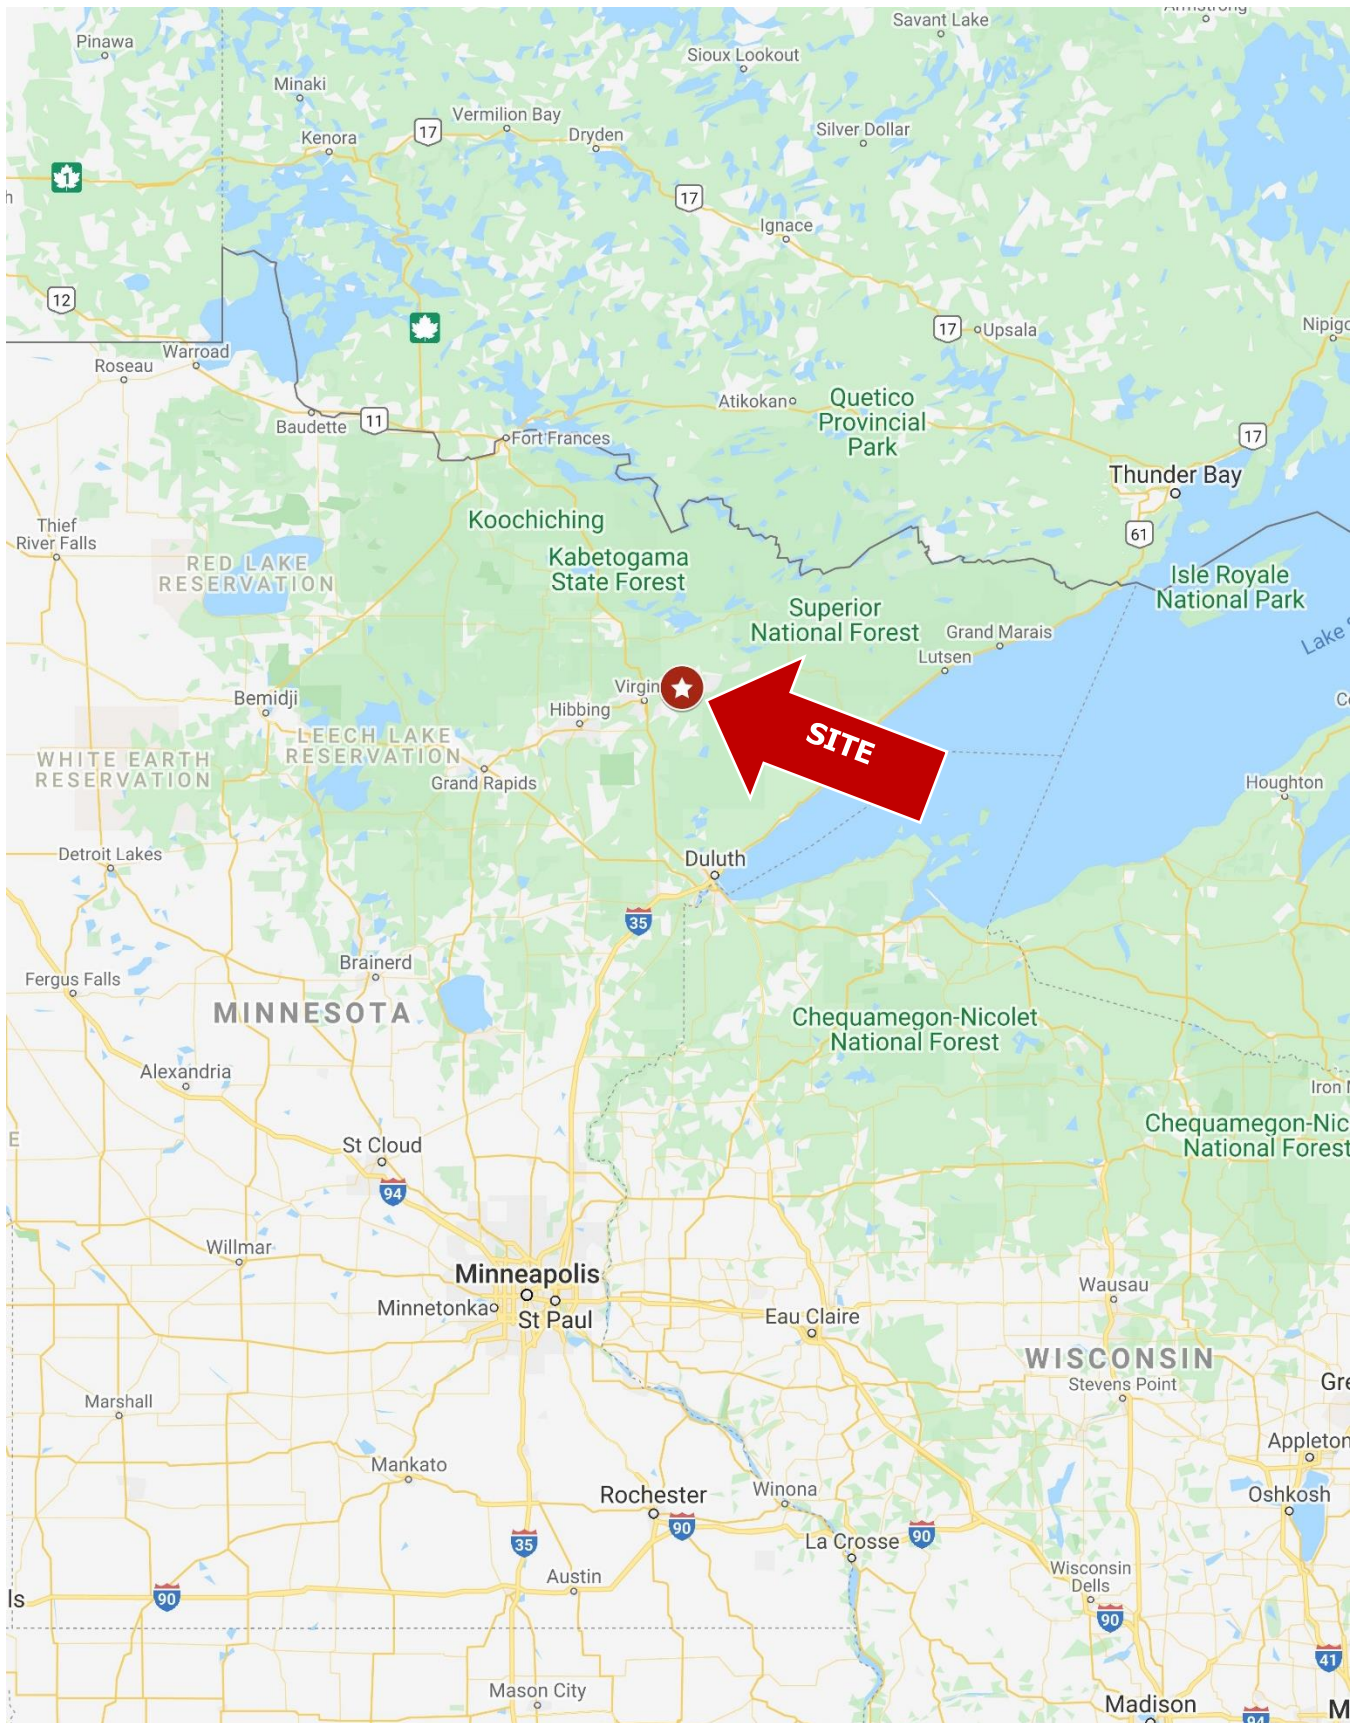 Armstrong
Savant Lake
Pinawa
Sioux Lookout
Minaki
Vermilion Bay
Kenora
17
Dryden
Silver Dollar
1
17
Ignace
12
17
Upsala
Nipigo
Warroad
Roseau
Atikokan
Quetico
Provincial
Park
Baudette
11
Fort Frances
17
Thunder Bay
Koochiching
61
Thief
River Falls
Kabetogama
State Forest
RED LAKE
RESERVATION
Isle Royale
National Park
Superior
National Forest
Grand Marais
Lake
Lutsen
Virgin
Bemidji
Hibbing
SITE
LEECH LAKE
RESERVATION
WHITE EARTH
RESERVATION
Grand Rapids
Houghton
Detroit Lakes
Duluth
35
Brainerd
Fergus Falls
MINNESOTA
Chequamegon-Nicolet
National Forest
Alexandria
Iron
Chequamegon-Nic
National Forest
E
St Cloud
94
Willmar
Minneapolis
Wausau
Minnetonka
St Paul
Eau Claire
WISCONSIN
Stevens Point
Gre
Marshall
Appleton
Mankato
Rochester
Winona
Oshkosh
90
35
La Crosse
90
Austin
Wisconsin
Dells
ls
90
90
41
Mason City
Madison
94
M